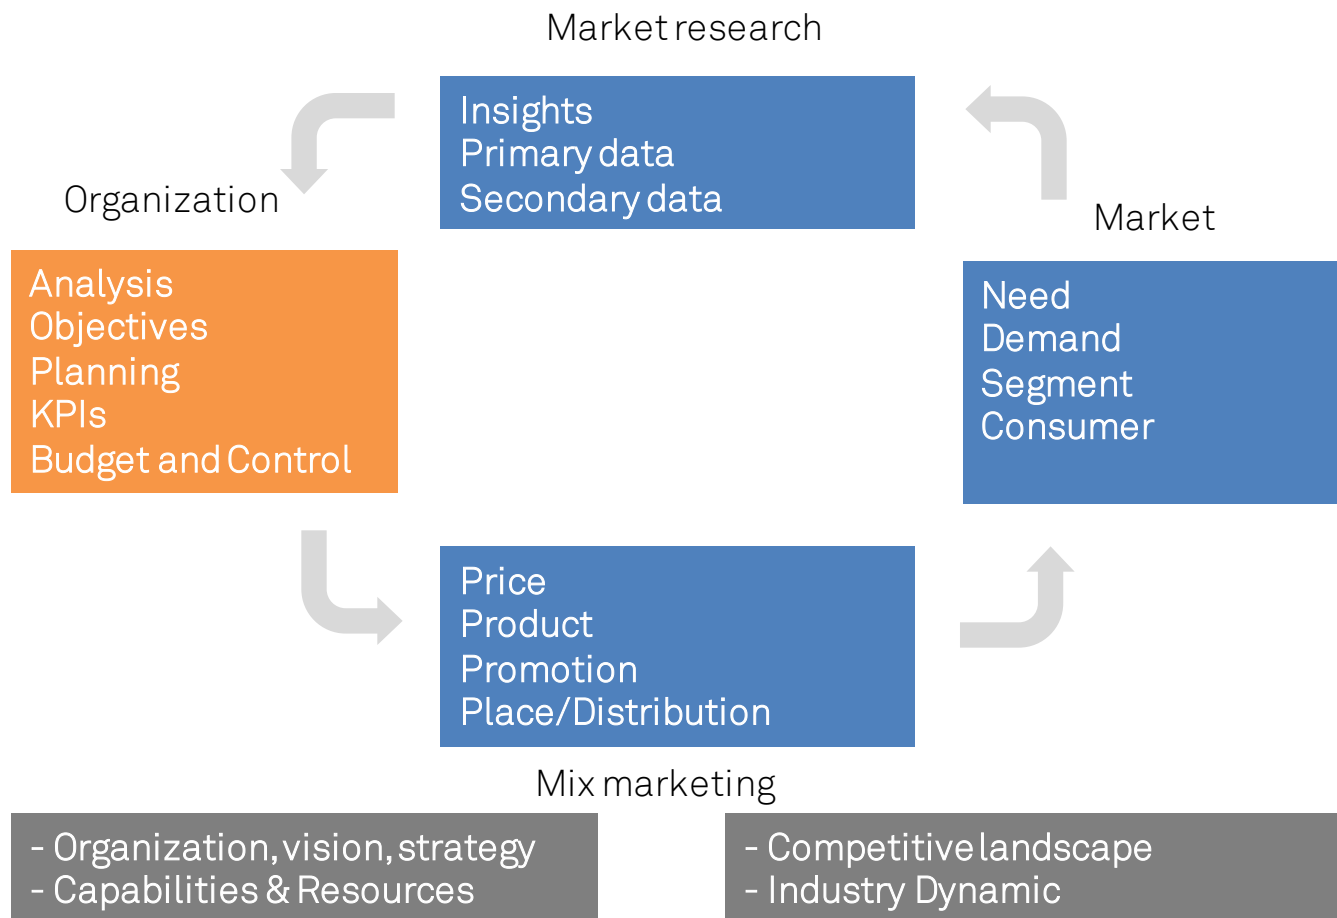 Market research
Insights
Primary data
Secondary data
Organization
Analysis
Objectives
Planning
KPIs
Budget and Control
Market
Need
Demand
Segment
Consumer
Price
Product
Promotion
Place/Distribution
Mix marketing
- Organization, vision, strategy
- Capabilities & Resources
- Competitive landscape
- Industry Dynamic